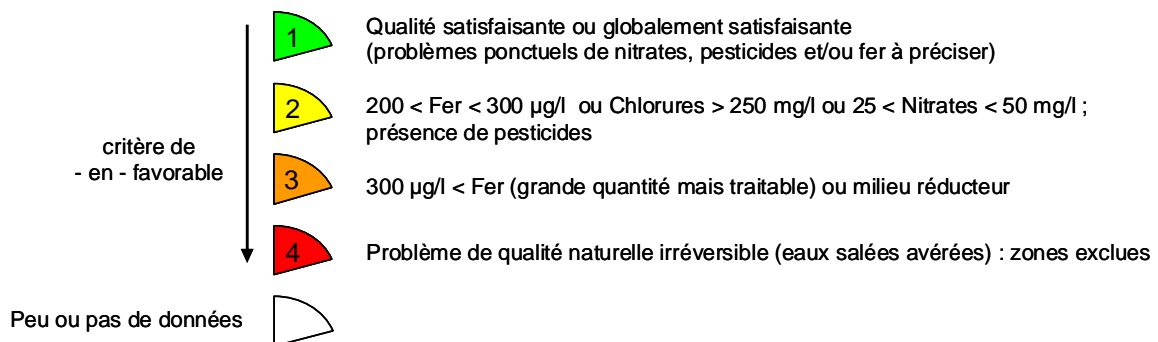 1
Qualité satisfaisante ou globalement satisfaisante
(problèmes ponctuels de nitrates, pesticides et/ou fer à préciser)
2
200 < Fer < 300 µg/l  ou Chlorures > 250 mg/l ou 25 < Nitrates < 50 mg/l ;
présence de pesticides
critère de
- en - favorable
3
300 µg/l < Fer (grande quantité mais traitable) ou milieu réducteur
4
Problème de qualité naturelle irréversible (eaux salées avérées) : zones exclues
Peu ou pas de données